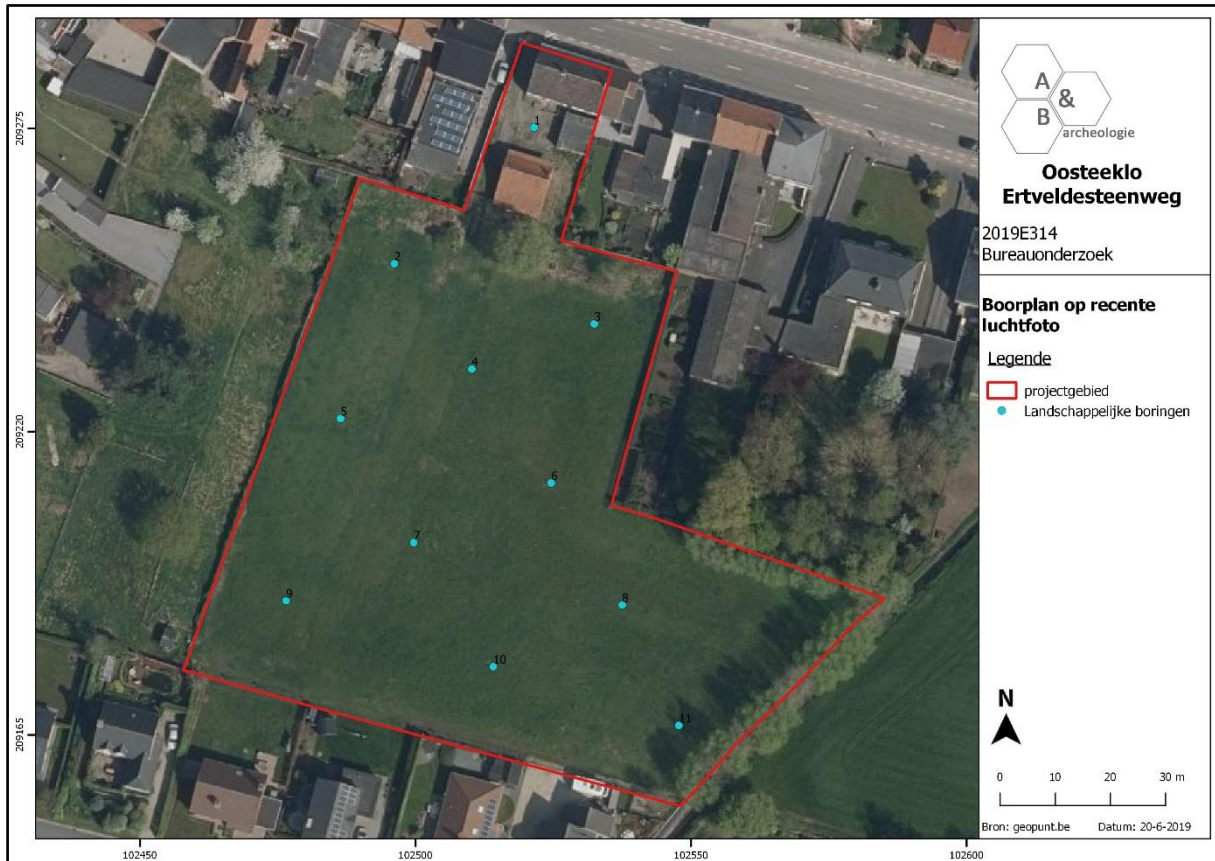 A &
B archeologie
Oosteeklo
Ertveldesteenweg
2019E314
Bureauonderzoek
Boorplan op recente
luchtfoto
Legende
projectgebied
Landschappelijke boringen
N
0 10 20 30 m
Bron: geopunt.be Datum: 20-6-2019
209275
209220
209165
102450 102500 102550 102600
1
2
3
4
5
6
7
8
9
10
11